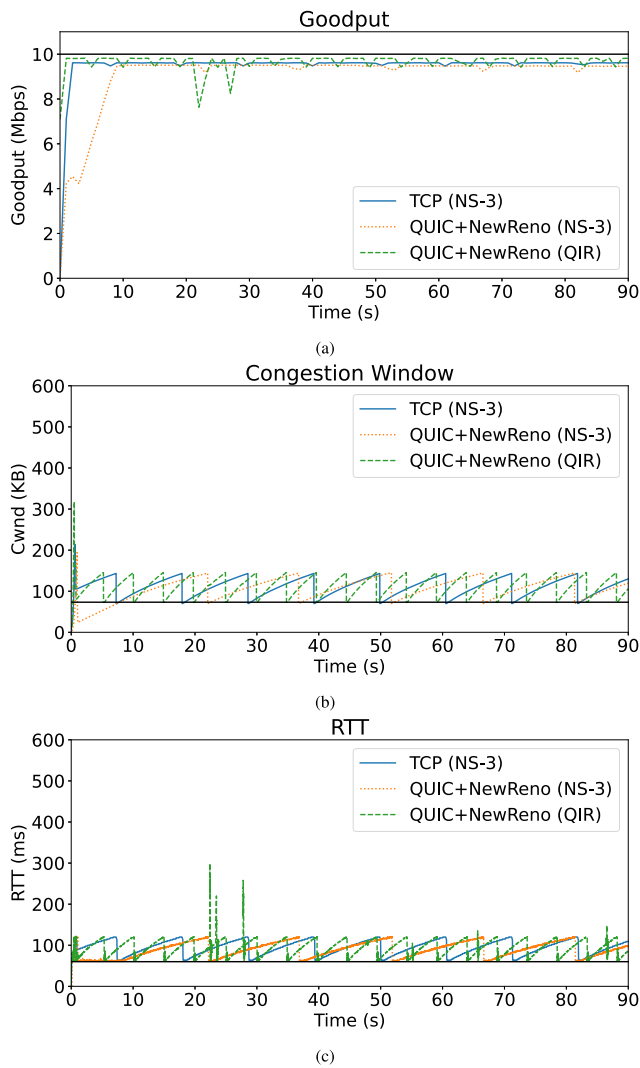 Goodput
10
8
6
4
2
0
Goodput (Mbps)
TCP (NS-3)
QUIC+NewReno (NS-3)
QUIC+NewReno (QIR)
0 10 20 30 40 50 60 70 80 90
Time (s)
(a)
Congestion Window
600
500
400
300
200
100
0
Cwnd (KB)
TCP (NS-3)
QUIC+NewReno (NS-3)
QUIC+NewReno (QIR)
0 10 20 30 40 50 60 70 80 90
Time (s)
(b)
RTT
600
500
400
300
200
100
0
RTT (ms)
TCP (NS-3)
QUIC+NewReno (NS-3)
QUIC+NewReno (QIR)
0 10 20 30 40 50 60 70 80 90
Time (s)
(c)